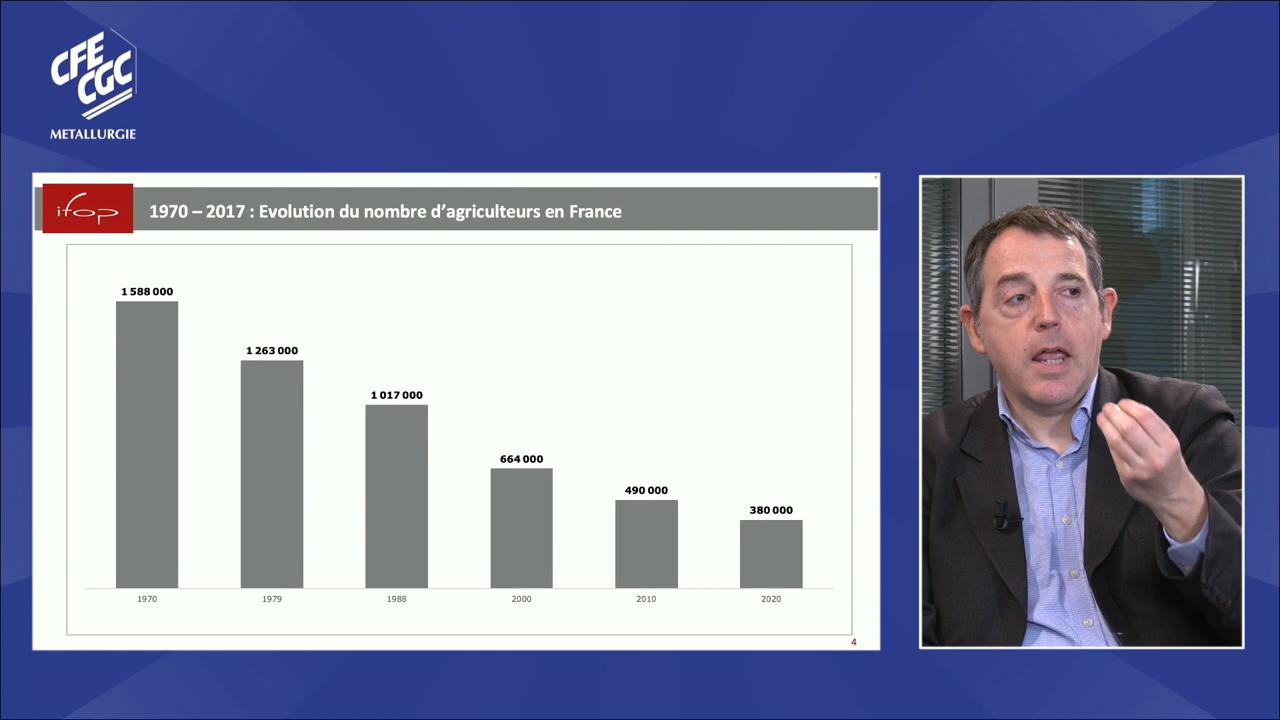 CFE
CGC
METALLURGIE
ifop
1970 – 2017 : Evolution du nombre d’agriculteurs en France
1 588 000
1 263 000
1 017 000
664 000
490 000
380 000
1970
1979
1988
2000
2010
2020
4